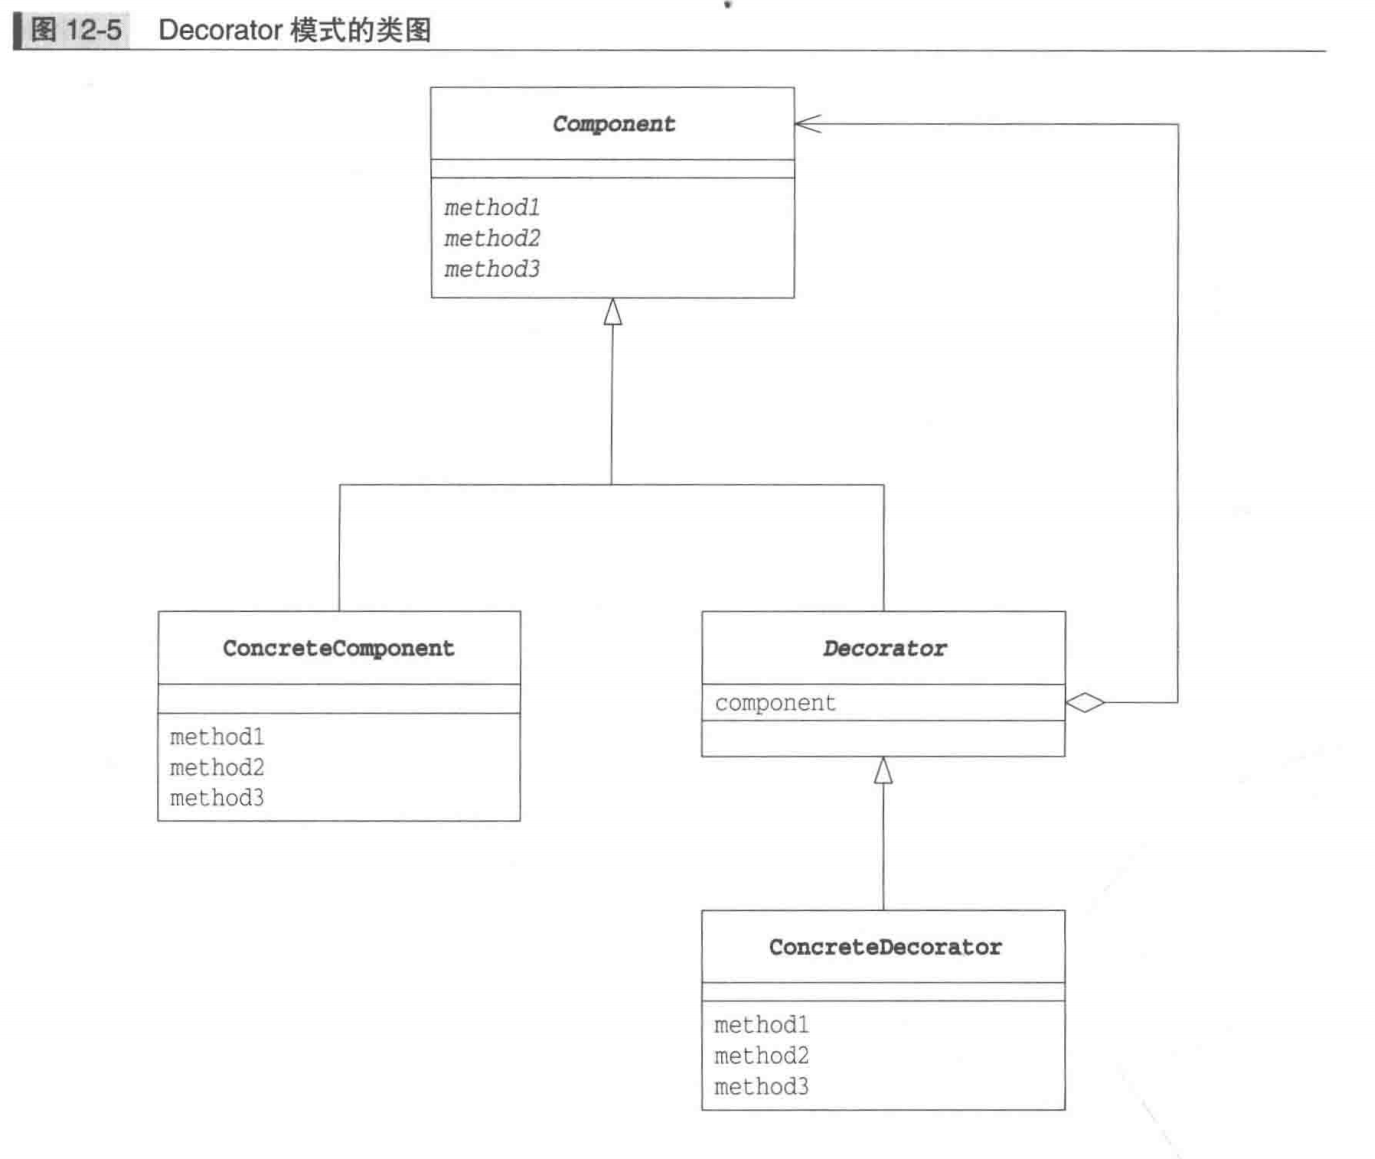 图 12-5 Decorator 模式的类图
Component
method1
method2
method3
ConcreteComponent
method1
method2
method3
Decorator
component
ConcreteDecorator
method1
method2
method3